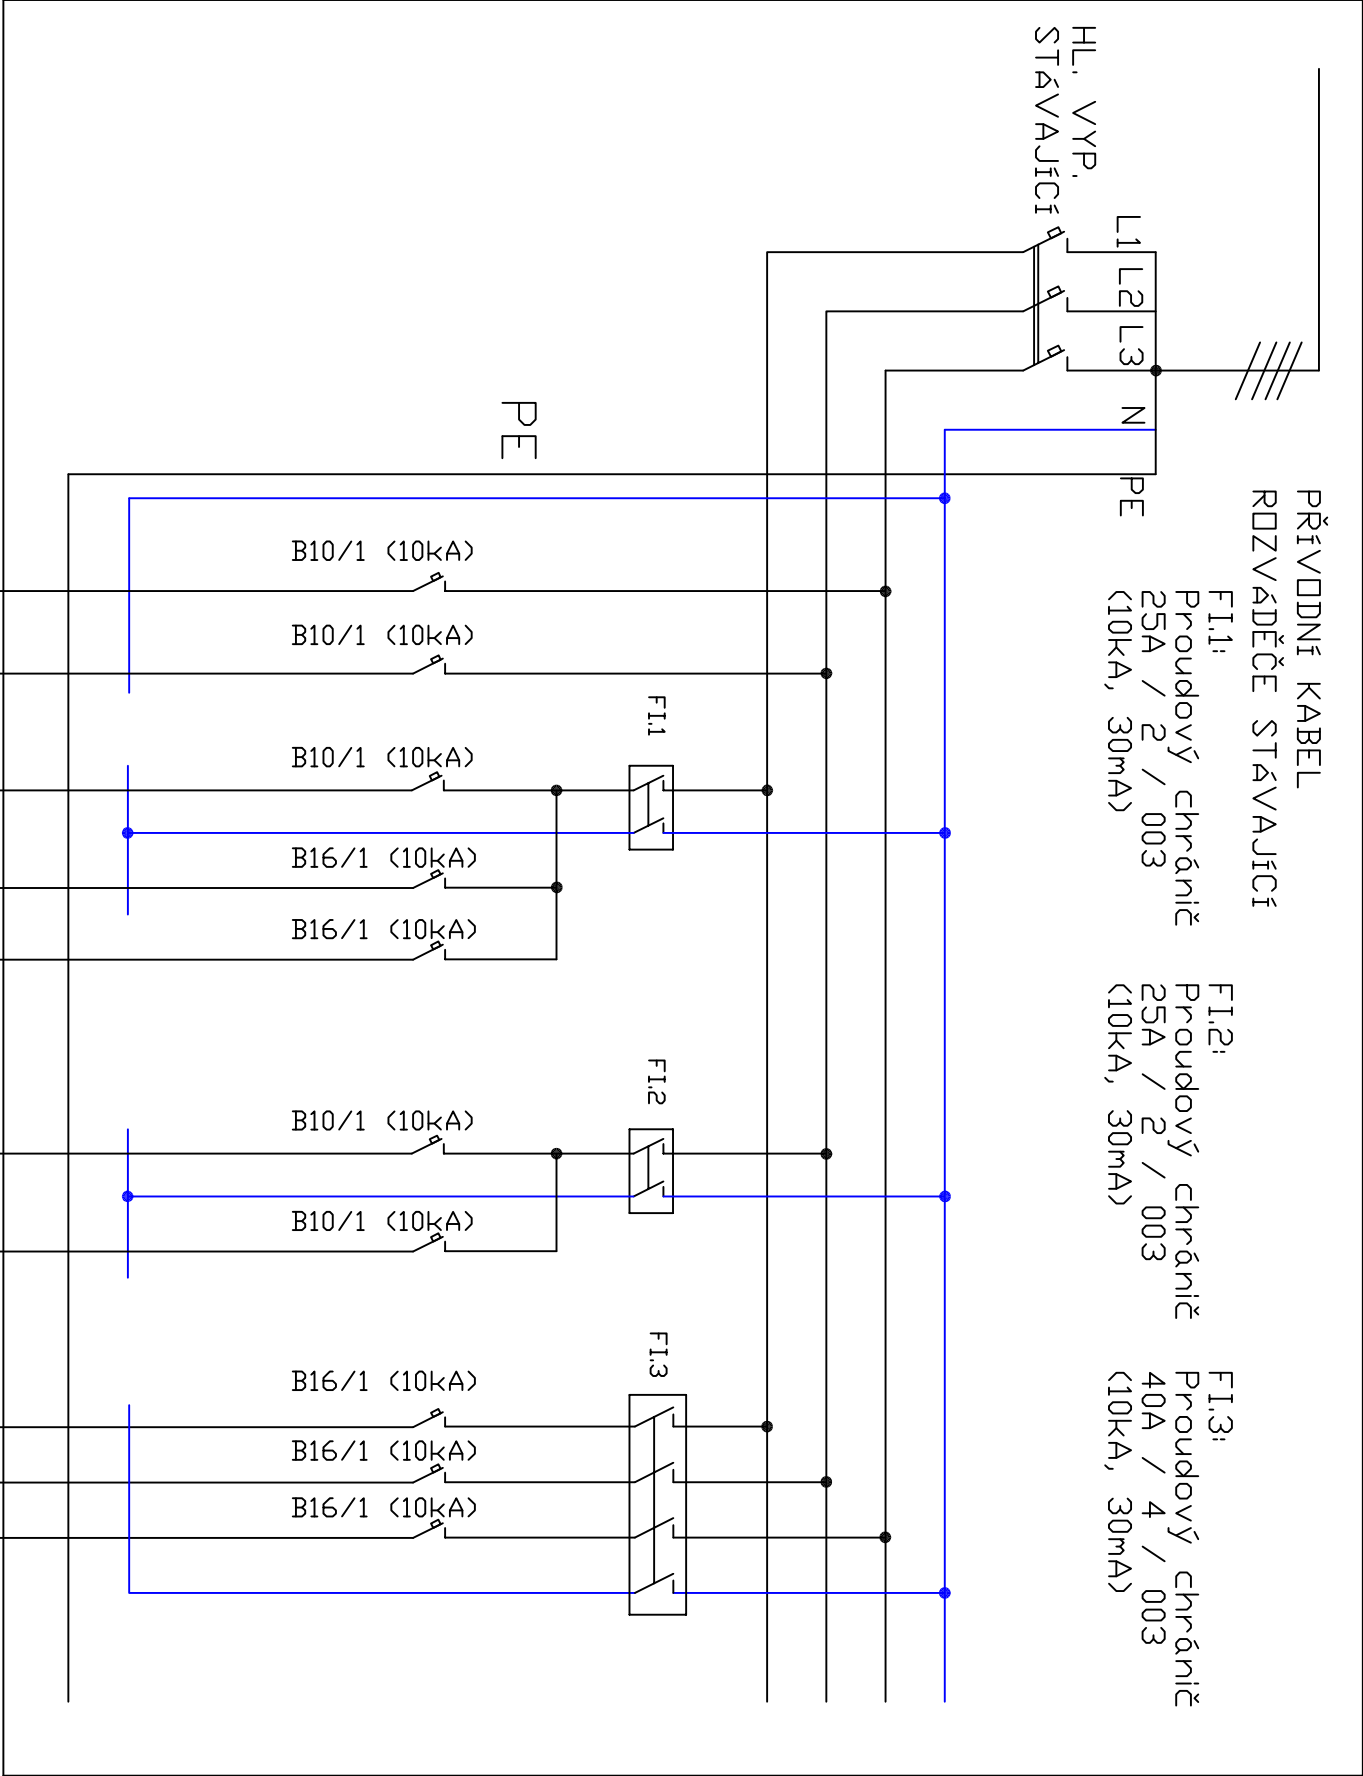 PŘÍVODNÍ KABEL
ROZVÁDĚČE STÁVAJÍCÍ
HL. VYP.
STÁVAJÍCÍ
L1
L2
L3
N
PE
FI.1:
Proudový chránič
25A / 2 / 003
(10kA, 30mA)
FI.2:
Proudový chránič
25A / 2 / 003
(10kA, 30mA)
FI.3:
Proudový chránič
40A / 4 / 003
(10kA, 30mA)
PE
FI.1
FI.2
FI.3
B10/1 (10kA)
B10/1 (10kA)
B10/1 (10kA)
B16/1 (10kA)
B16/1 (10kA)
B10/1 (10kA)
B10/1 (10kA)
B16/1 (10kA)
B16/1 (10kA)
B16/1 (10kA)